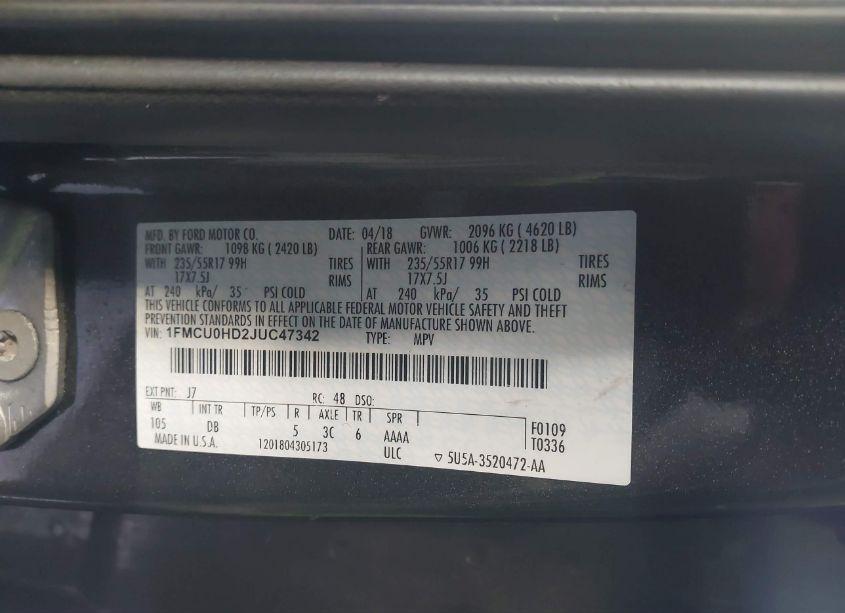 MFD. BY FORD MOTOR CO. DATE: 04/18 GVWR: 2096 KG ( 4620 LB)
FRONT GAWR: 1098 KG ( 2420 LB) REAR GAWR: 1006 KG ( 2218 LB)
WITH 235/55R17 99H TIRES WITH 235/55R17 99H TIRES
17X7.5J RIMS 17X7.5J RIMS
AT 240 kPa/ 35 PSI COLD AT 240 kPa/ 35 PSI COLD
THIS VEHICLE CONFORMS TO ALL APPLICABLE FEDERAL MOTOR VEHICLE SAFETY AND THEFT
PREVENTION STANDARDS IN EFFECT ON THE DATE OF MANUFACTURE SHOWN ABOVE.
VIN: 1FMCU0HD2JUC47342 TYPE: MPV
EXT PNT: J7 RC: 48 DSO:
WB INT TR TP/PS R AXLE TR SPR
105 DB 5 3C 6 AAAA F0109
MADE IN U.S.A. 1201804305173 ULC T0336
▽ 5U5A-3520472-AA